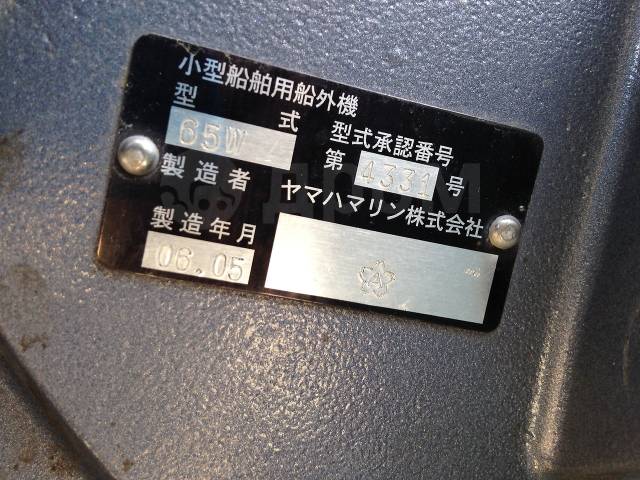 小型船舶用船外機
型式 65W
型式承認番号
第 4331 号
製造者 ヤマハマリン株式会社
製造年月
06.05
A